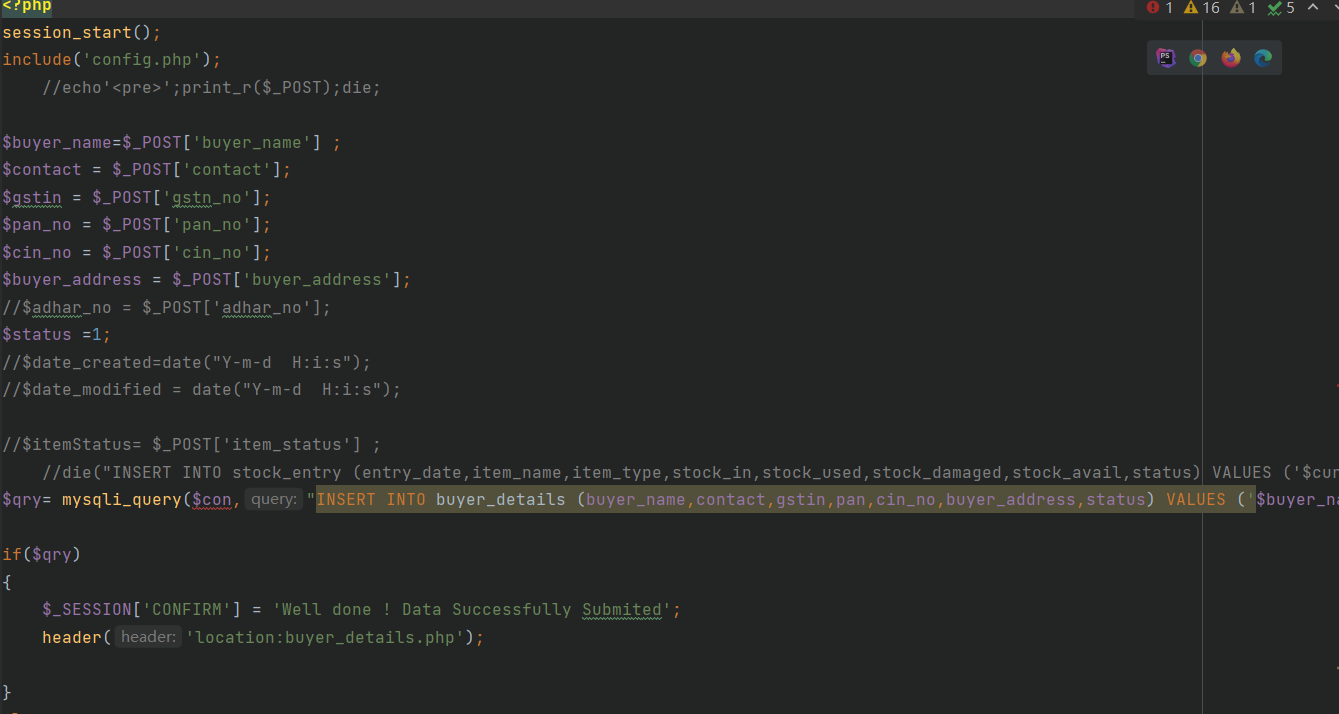 <?php
1 16 1 5
session_start();
include('config.php');
//echo'<pre>';print_r($_POST);die;
$buyer_name=$_POST['buyer_name'] ;
$contact = $_POST['contact'];
$gstin = $_POST['gstn_no'];
$pan_no = $_POST['pan_no'];
$cin_no = $_POST['cin_no'];
$buyer_address = $_POST['buyer_address'];
//$adhar_no = $_POST['adhar_no'];
$status =1;
//$date_created=date("Y-m-d  H:i:s");
//$date_modified = date("Y-m-d  H:i:s");
//$itemStatus= $_POST['item_status'] ;
//die("INSERT INTO stock_entry (entry_date,item_name,item_type,stock_in,stock_used,stock_damaged,stock_avail,status) VALUES ('$cur
$qry= mysqli_query($con, query: "INSERT INTO buyer_details (buyer_name,contact,gstin,pan,cin_no,buyer_address,status) VALUES ('$buyer_na
if($qry)
{
$_SESSION['CONFIRM'] = 'Well done ! Data Successfully Submited';
header( header: 'location:buyer_details.php');
}